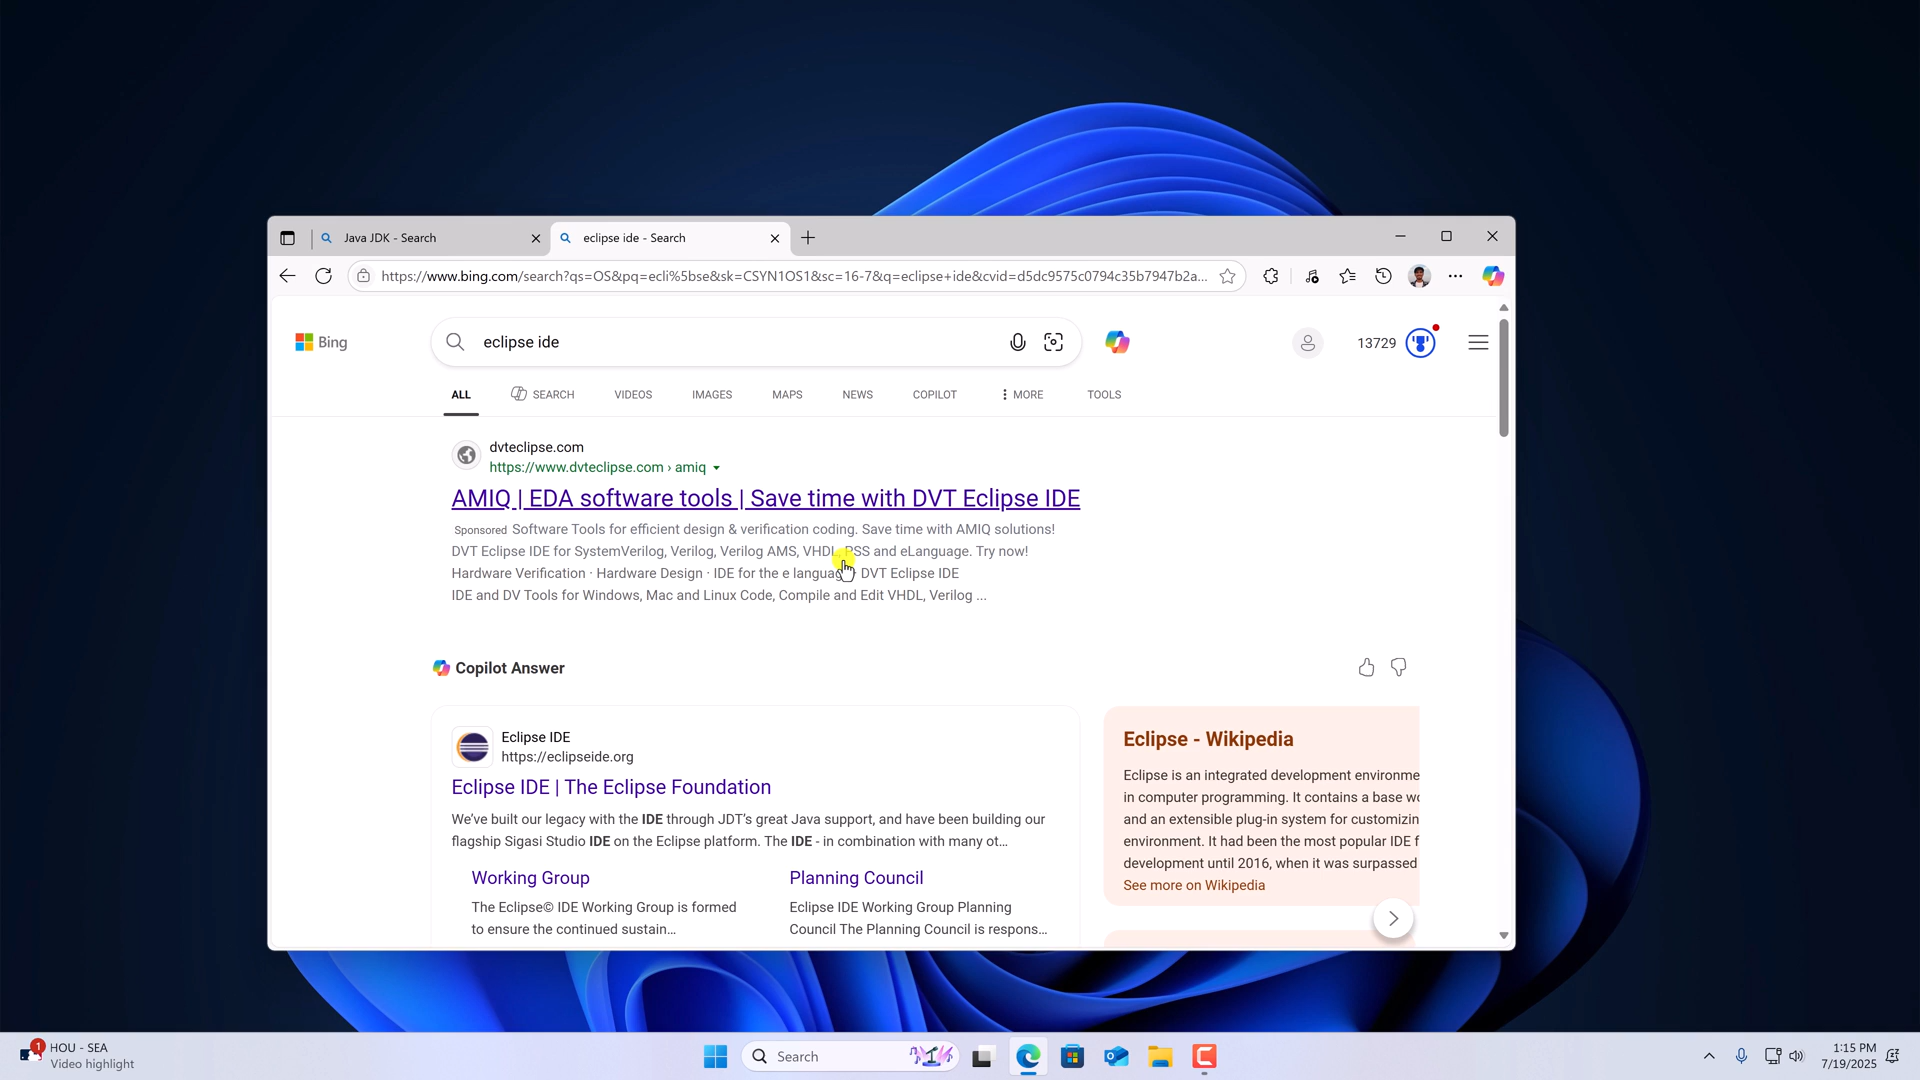 Java JDK - Search
eclipse ide - Search
https://www.bing.com/search?qs=OS&pq=ecli%5bse&sk=CSYN1OS1&sc=16-7&q=eclipse+ide&cvid=d5dc9575c0794c35b7947b2a...
Bing
eclipse ide
13729
ALL
SEARCH
VIDEOS
IMAGES
MAPS
NEWS
COPILOT
MORE
TOOLS
dvteclipse.com
https://www.dvteclipse.com › amiq
AMIQ | EDA software tools | Save time with DVT Eclipse IDE
Sponsored Software Tools for efficient design & verification coding. Save time with AMIQ solutions!
DVT Eclipse IDE for SystemVerilog, Verilog, Verilog AMS, VHDL, PSS and eLanguage. Try now!
Hardware Verification · Hardware Design · IDE for the e language · DVT Eclipse IDE
IDE and DV Tools for Windows, Mac and Linux Code, Compile and Edit VHDL, Verilog ...
Copilot Answer
Eclipse IDE
https://eclipseide.org
Eclipse IDE | The Eclipse Foundation
We've built our legacy with the IDE through JDT's great Java support, and have been building our
flagship Sigasi Studio IDE on the Eclipse platform. The IDE - in combination with many ot...
Working Group
The Eclipse© IDE Working Group is formed
to ensure the continued sustain...
Planning Council
Eclipse IDE Working Group Planning
Council The Planning Council is respons...
Eclipse - Wikipedia
Eclipse is an integrated development environme
in computer programming. It contains a base wo
and an extensible plug-in system for customizin
environment. It had been the most popular IDE f
development until 2016, when it was surpassed
See more on Wikipedia
1
HOU - SEA
Video highlight
Search
1:15 PM
7/19/2025